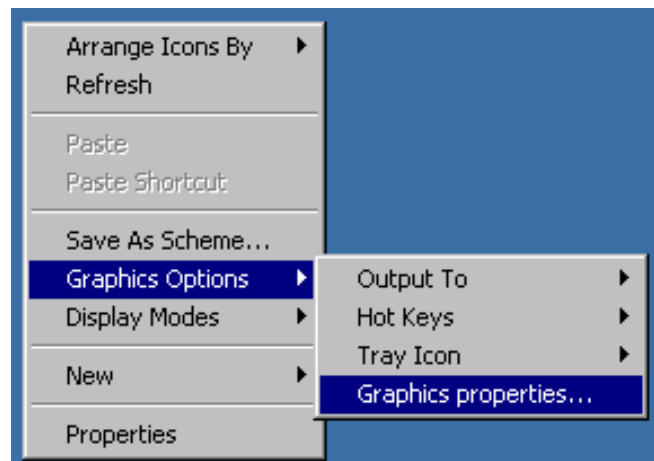 Arrange Icons By
Refresh
Paste
Paste Shortcut
Save As Scheme...
Graphics Options
Display Modes
New
Properties
Output To
Hot Keys
Tray Icon
Graphics properties...